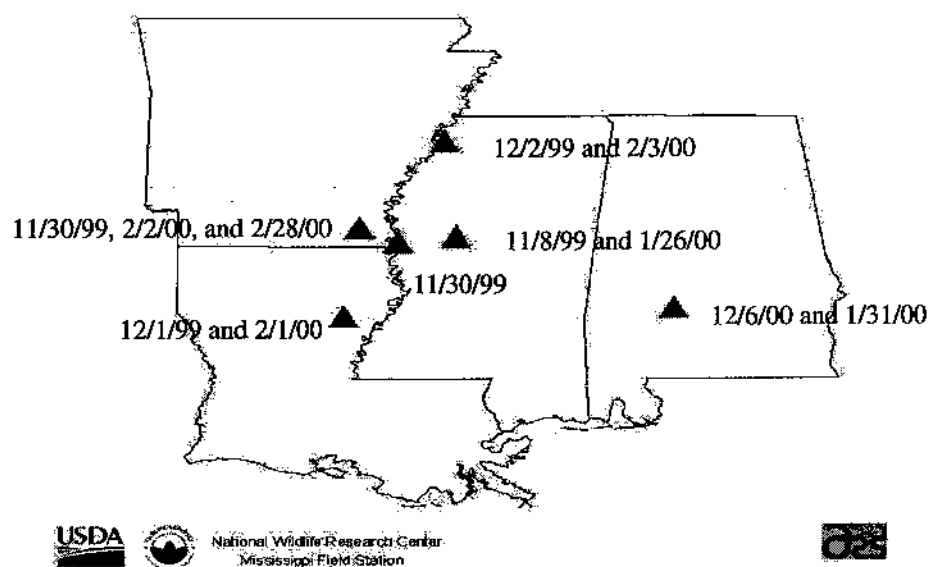 12/2/99 and 2/3/00
11/30/99, 2/2/00, and 2/28/00
11/8/99 and 1/26/00
11/30/99
12/1/99 and 2/1/00
12/6/00 and 1/31/00
USDA
National Wildlife Research Center
Mississippi Field Station